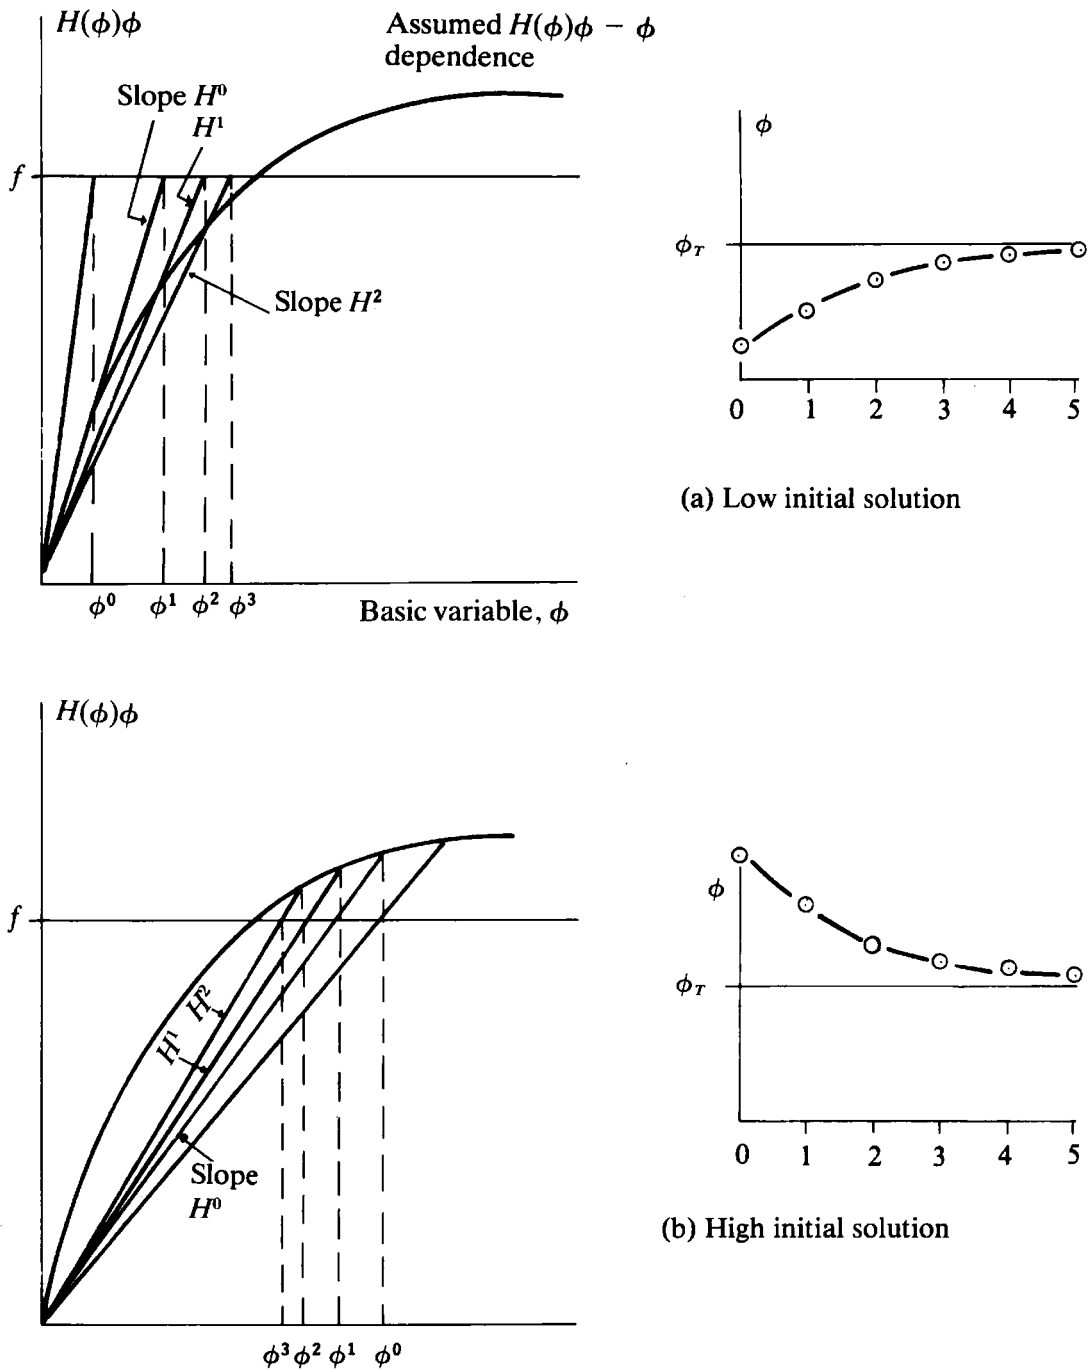 H(φ)φ
Assumed H(φ)φ − φ
dependence
Slope H⁰
H¹
f
Slope H²
φ⁰ φ¹ φ² φ³
Basic variable, φ
φ
φ_T
0 1 2 3 4 5
(a) Low initial solution
H(φ)φ
f
H¹ H²
Slope
H⁰
φ³ φ² φ¹ φ⁰
φ
φ_T
0 1 2 3 4 5
(b) High initial solution